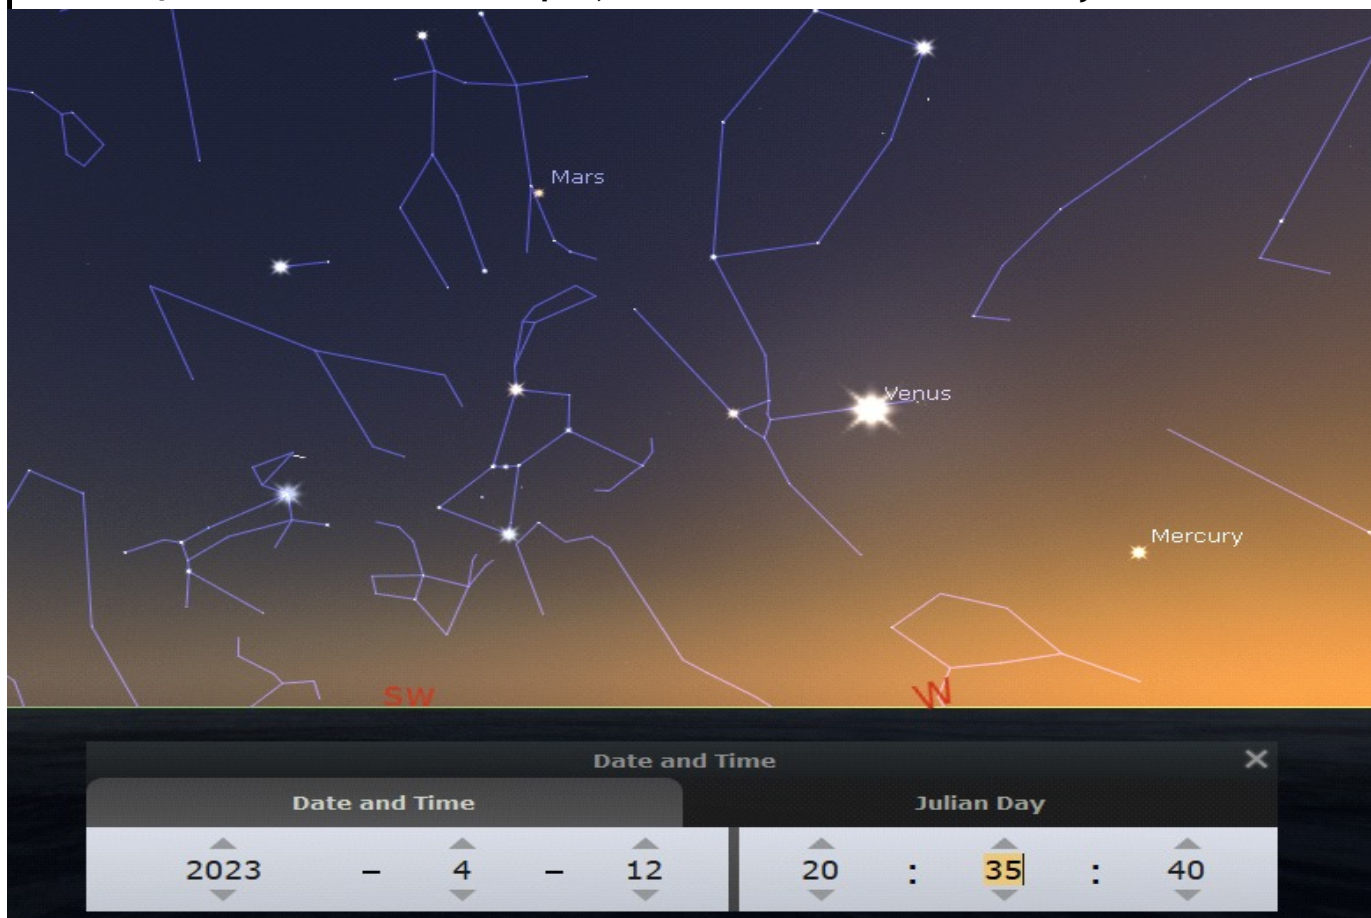 Mars
Venus
Mercury
SW
W
Date and Time
Date and Time
Julian Day
2023 – 4 – 12
20 : 35 : 40